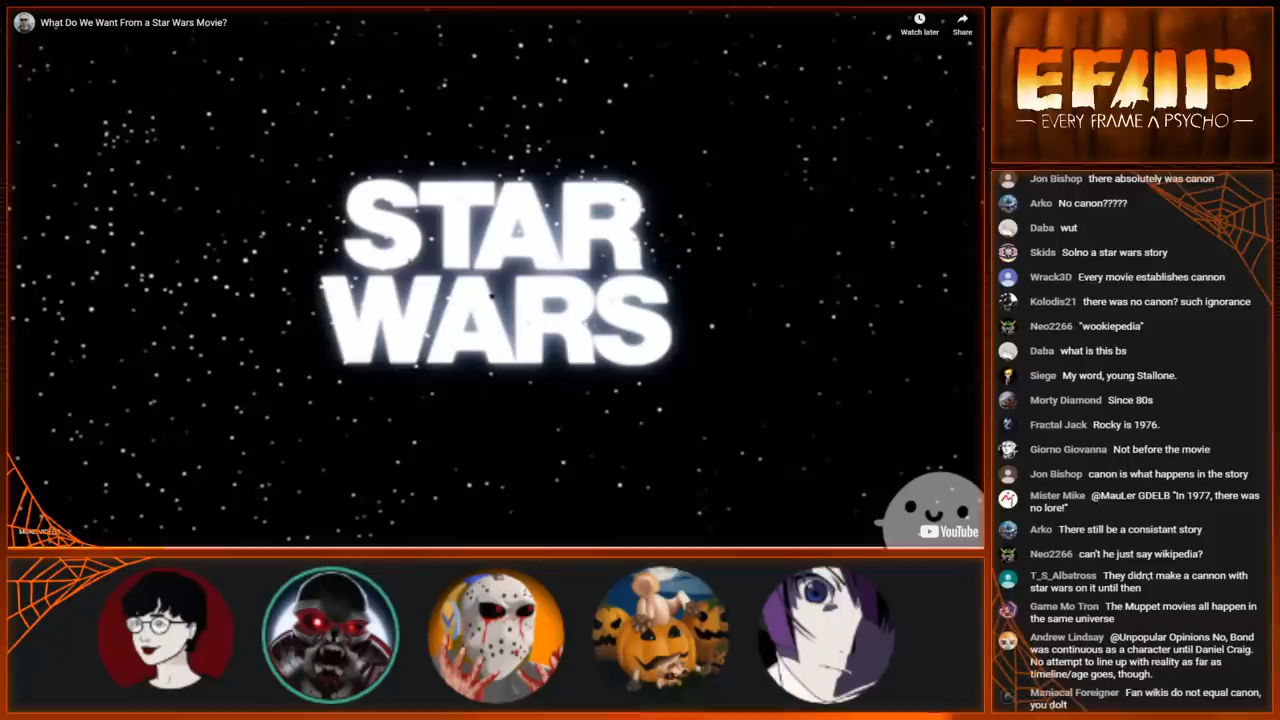 What Do We Want From a Star Wars Movie?
Watch later
Share
STAR
WARS
YouTube
EFAP
EVERY FRAME A PSYCHO
Jon Bishop there absolutely was canon
Arko No canon?????
Daba wut
Skids Solno a star wars story
Wrack3D Every movie establishes cannon
Kolodis21 there was no canon? such ignorance
Neo2266 "wookiepedia"
Daba what is this bs
Siege My word, young Stallone.
Morty Diamond Since 80s
Fractal Jack Rocky is 1976.
Giorno Giovanna Not before the movie
Jon Bishop canon is what happens in the story
Mister Mike @MauLer GDELB "In 1977, there was
no lore!"
Arko There still be a consistant story
Neo2266 can't he just say wikipedia?
T_S_Albatross They didn;t make a cannon with
star wars on it until then
Game Mo Tron The Muppet movies all happen in
the same universe
Andrew Lindsay @Unpopular Opinions No, Bond
was continuous as a character until Daniel Craig.
No attempt to line up with reality as far as
timeline/age goes, though.
Maniacal Foreigner Fan wikis do not equal canon,
you dolt